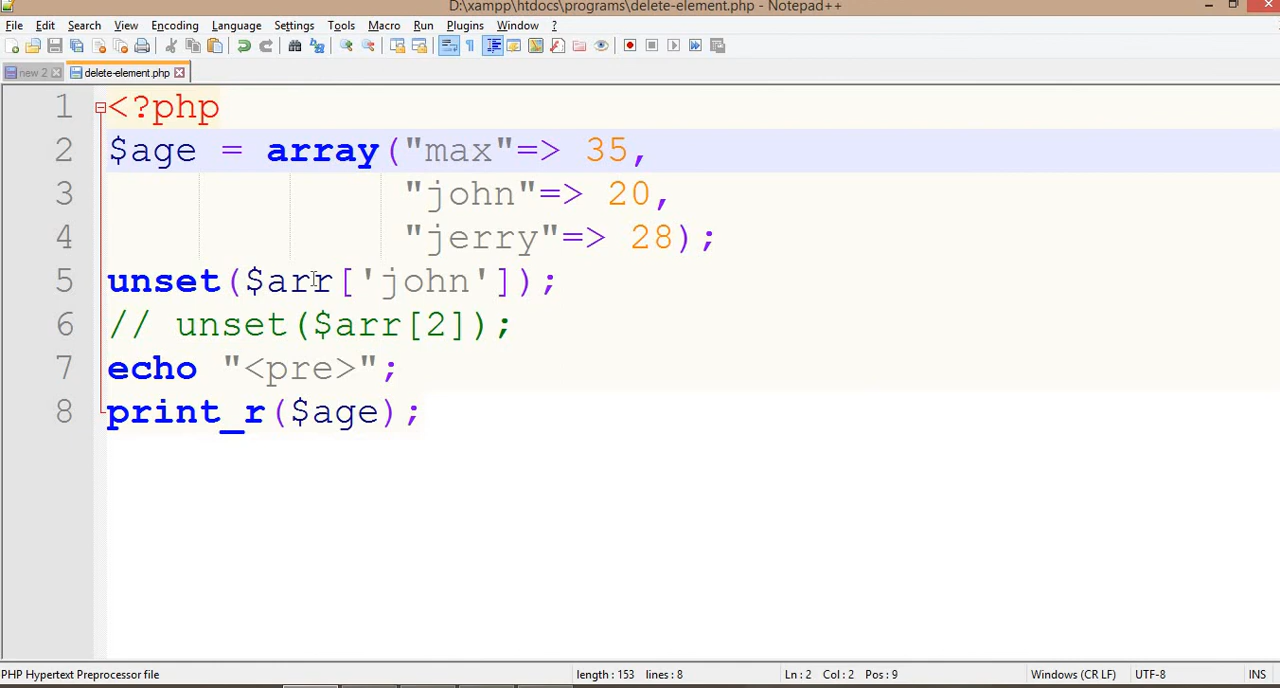 D:\xampp\htdocs\programs\delete-element.php - Notepad++
File Edit Search View Encoding Language Settings Tools Macro Run Plugins Window ?
new 2 delete-element.php
1 <?php
2 $age = array("max"=> 35,
3 "john"=> 20,
4 "jerry"=> 28);
5 unset($arr['john']);
6 // unset($arr[2]);
7 echo "<pre>";
8 print_r($age);
PHP Hypertext Preprocessor file length : 153 lines : 8 Ln : 2 Col : 2 Pos : 9 Windows (CR LF) UTF-8 INS